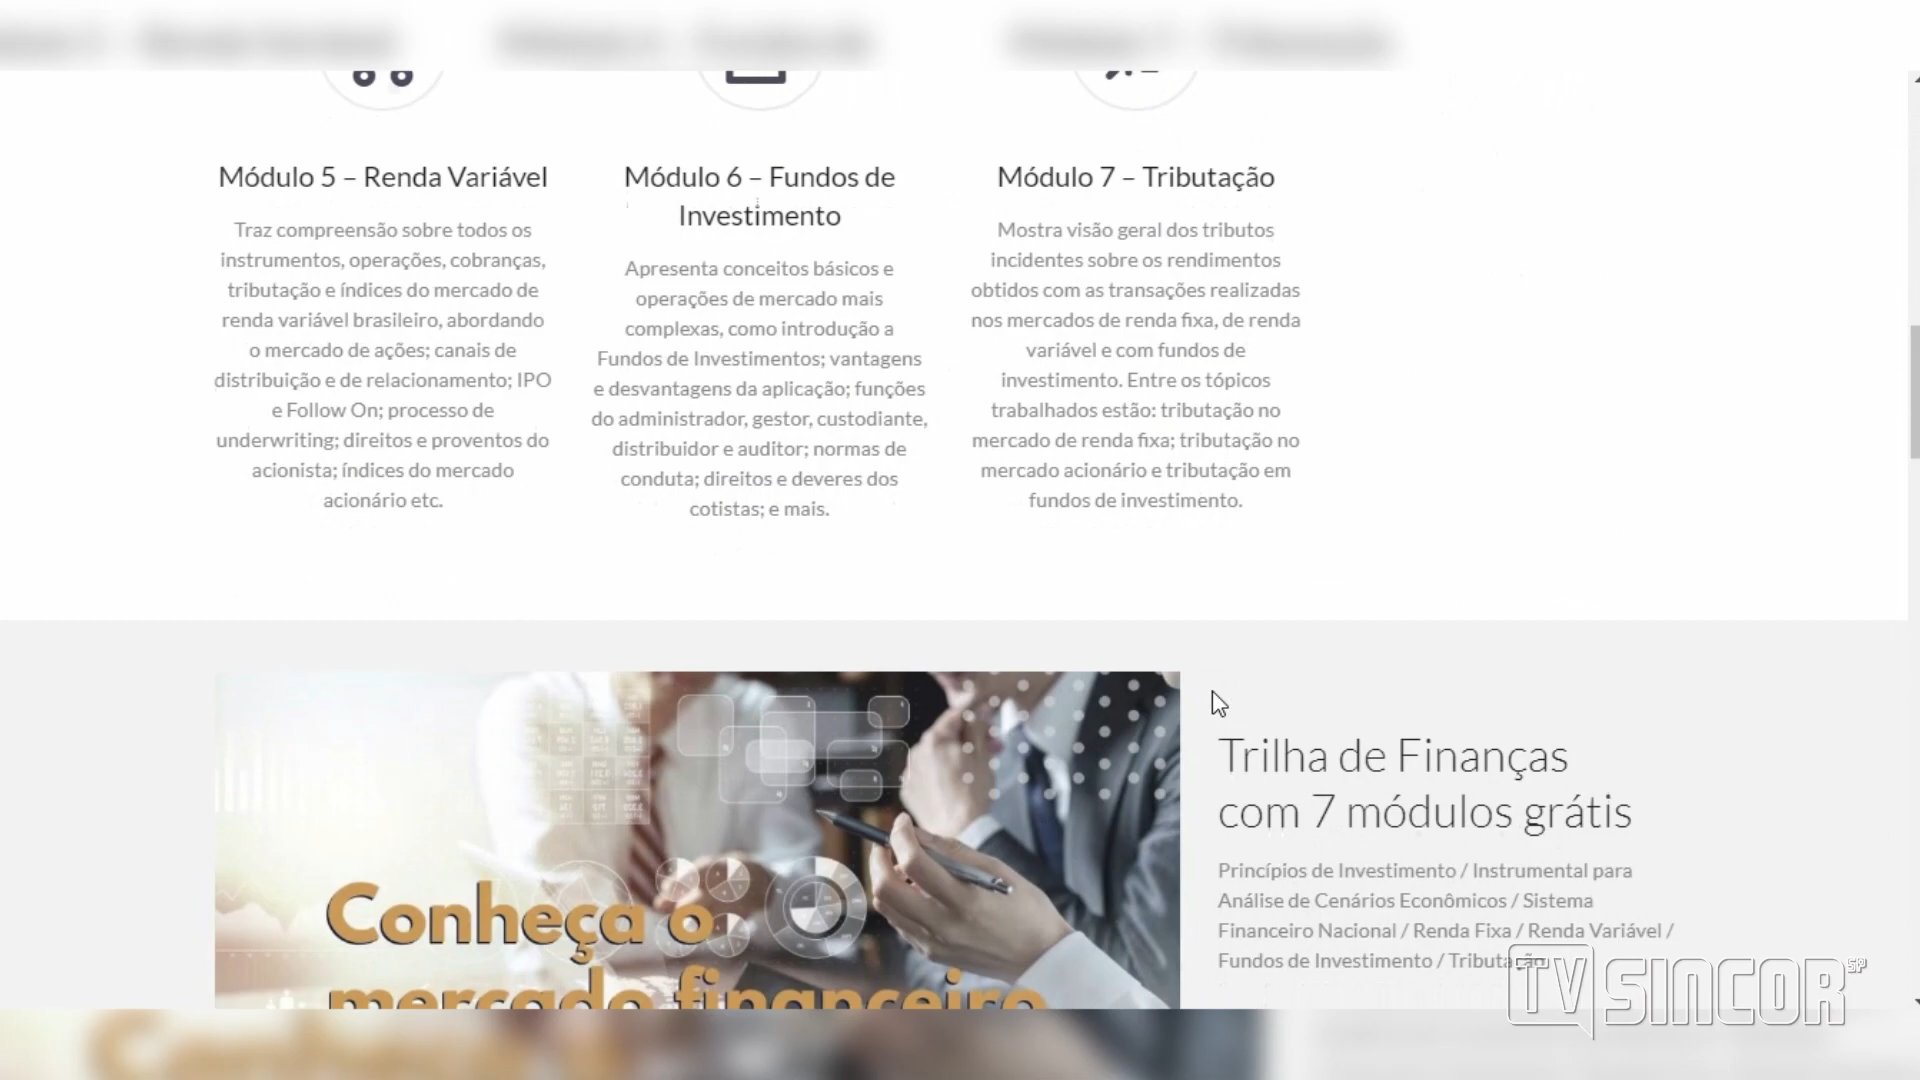 Módulo 5 – Renda Variável
Traz compreensão sobre todos os
instrumentos, operações, cobranças,
tributação e índices do mercado de
renda variável brasileiro, abordando
o mercado de ações; canais de
distribuição e de relacionamento; IPO
e Follow On; processo de
underwriting; direitos e proventos do
acionista; índices do mercado
acionário etc.
Módulo 6 – Fundos de
Investimento
Apresenta conceitos básicos e
operações de mercado mais
complexas, como introdução a
Fundos de Investimentos; vantagens
e desvantagens da aplicação; funções
do administrador, gestor, custodiante,
distribuidor e auditor; normas de
conduta; direitos e deveres dos
cotistas; e mais.
Módulo 7 – Tributação
Mostra visão geral dos tributos
incidentes sobre os rendimentos
obtidos com as transações realizadas
nos mercados de renda fixa, de renda
variável e com fundos de
investimento. Entre os tópicos
trabalhados estão: tributação no
mercado de renda fixa; tributação no
mercado acionário e tributação em
fundos de investimento.
Conheça o
mercado financeiro
Trilha de Finanças
com 7 módulos grátis
Princípios de Investimento / Instrumental para
Análise de Cenários Econômicos / Sistema
Financeiro Nacional / Renda Fixa / Renda Variável /
Fundos de Investimento / Tributação
TV SINCOR SP